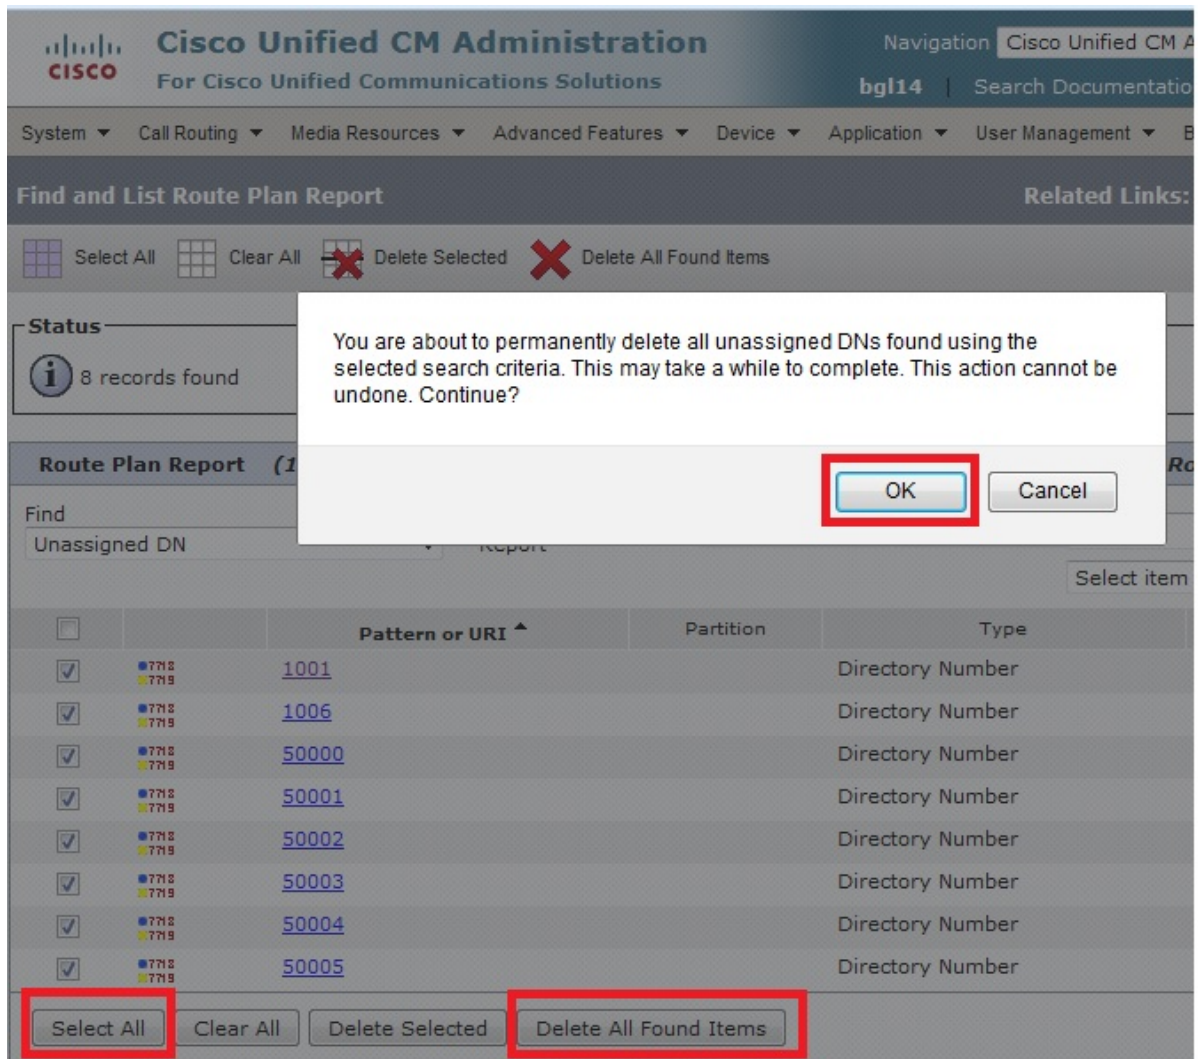 Cisco Unified CM Administration
For Cisco Unified Communications Solutions
CISCO
Navigation Cisco Unified CM A
bgl14 | Search Documentatio
System Call Routing Media Resources Advanced Features Device Application User Management B
Find and List Route Plan Report Related Links:
Select All Clear All Delete Selected Delete All Found Items
Status
8 records found
You are about to permanently delete all unassigned DNs found using the
selected search criteria. This may take a while to complete. This action cannot be
undone. Continue?
OK Cancel
Route Plan Report (1 Ro
Find
Unassigned DN Report
Select item
Pattern or URI Partition Type
1001 Directory Number
1006 Directory Number
50000 Directory Number
50001 Directory Number
50002 Directory Number
50003 Directory Number
50004 Directory Number
50005 Directory Number
Select All Clear All Delete Selected Delete All Found Items